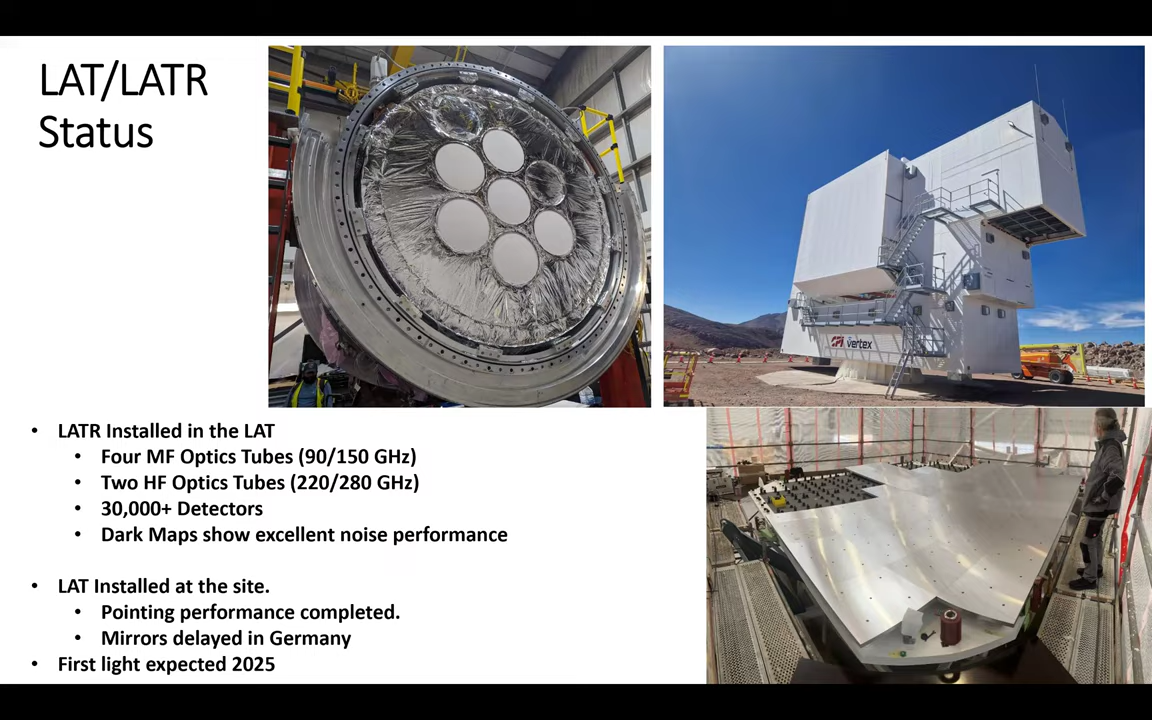 LAT/LATR
Status
CPI vertex
• LATR Installed in the LAT
• Four MF Optics Tubes (90/150 GHz)
• Two HF Optics Tubes (220/280 GHz)
• 30,000+ Detectors
• Dark Maps show excellent noise performance
• LAT Installed at the site.
• Pointing performance completed.
• Mirrors delayed in Germany
• First light expected 2025